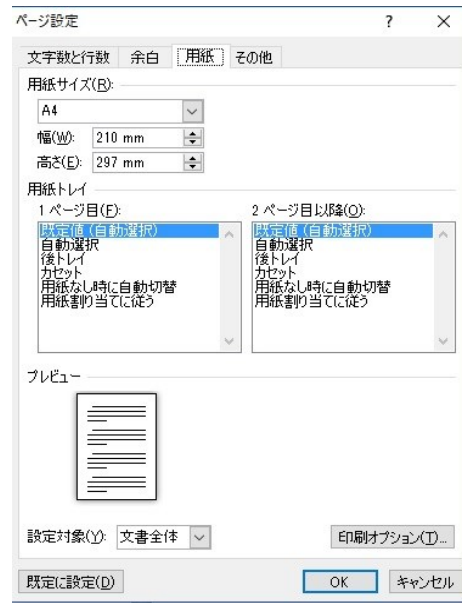 ページ設定 ?
文字数と行数 余白 用紙 その他
用紙サイズ(R):
A4
幅(W): 210 mm
高さ(E): 297 mm
用紙トレイ
1 ページ目(F): 2 ページ目以降(O):
既定値 (自動選択) 既定値 (自動選択)
自動選択 自動選択
後トレイ 後トレイ
カセット カセット
用紙なし時に自動切替 用紙なし時に自動切替
用紙割り当てに従う 用紙割り当てに従う
プレビュー
設定対象(Y): 文書全体 印刷オプション(T)...
既定に設定(D) OK キャンセル